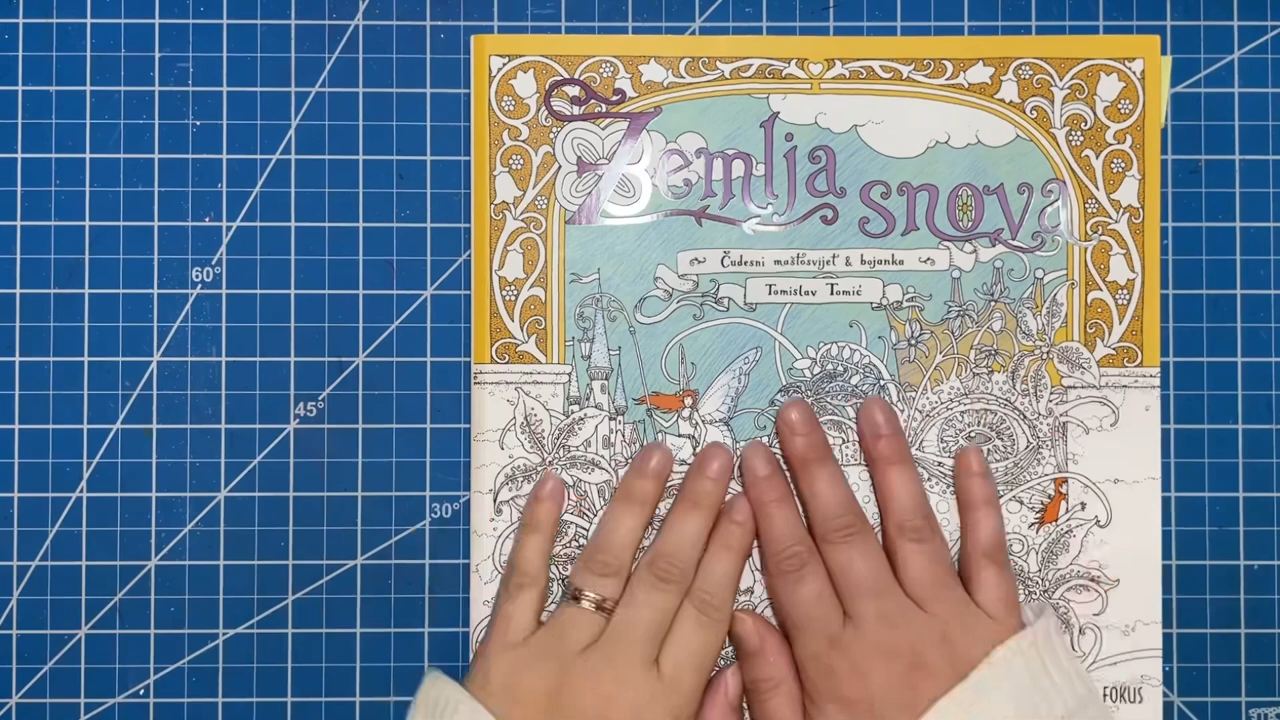 Zemlja
snova
Čudesni maštosvijet & bojanka
Tomislav Tomić
60°
45°
30°
FOKUS